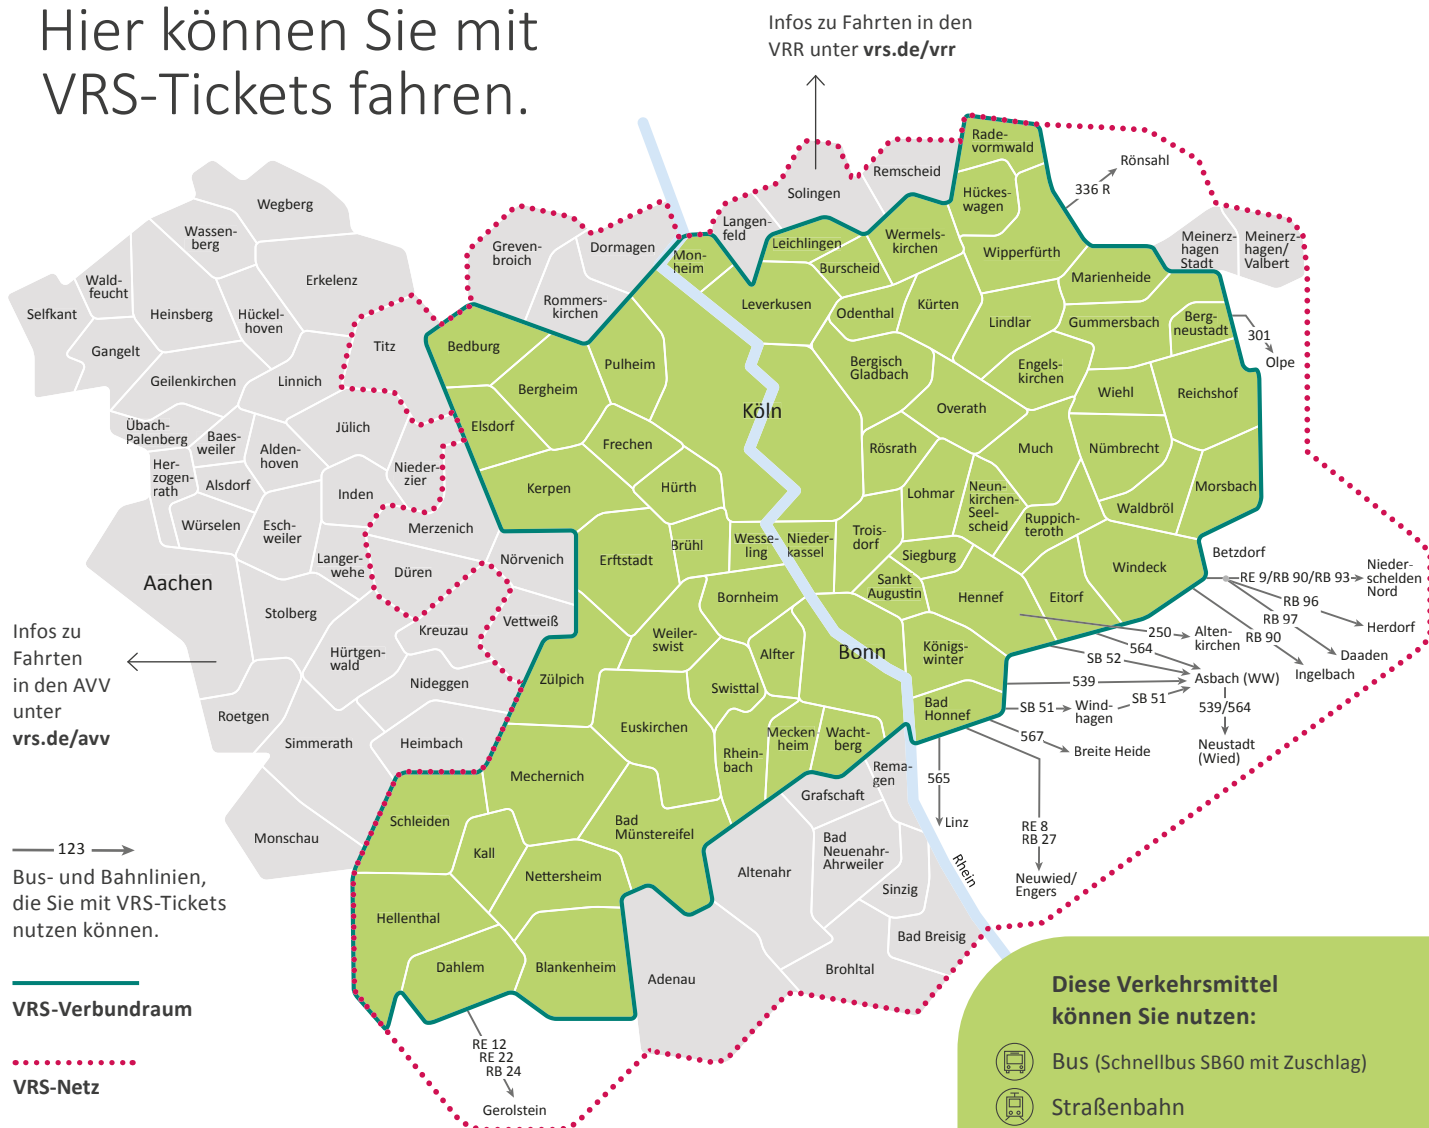 Hier können Sie mit
VRS-Tickets fahren.
Infos zu Fahrten in den
VRR unter vrs.de/vrr
Rade-
vormwald
Rönsahl
336 R
Remscheid
Solingen
Hückes-
wagen
Wegberg
Wassen-
berg
Langen-
feld
Greven-
broich
Dormagen
Leichlingen
Wermels-
kirchen
Wipperfürth
Meinerz-
hagen
Stadt
Meinerz-
hagen/
Valbert
Mon-
heim
Burscheid
Marienheide
Wald-
feucht
Erkelenz
Selfkant
Heinsberg
Hückel-
hoven
Rommers-
kirchen
Leverkusen
Odenthal
Kürten
Lindlar
Gummersbach
Berg-
neustadt
301
Olpe
Gangelt
Titz
Bedburg
Pulheim
Bergisch
Gladbach
Engels-
kirchen
Geilenkirchen
Linnich
Bergheim
Wiehl
Reichshof
Köln
Overath
Übach-
Palenberg
Baes-
weiler
Alden-
hoven
Jülich
Elsdorf
Frechen
Rösrath
Much
Nümbrecht
Her-
zogen-
rath
Alsdorf
Inden
Nieder-
zier
Kerpen
Hürth
Lohmar
Neun-
kirchen-
Seel-
scheid
Morsbach
Waldbröl
Würselen
Esch-
weiler
Merzenich
Ruppich-
teroth
Brühl
Wesse-
ling
Nieder-
kassel
Trois-
dorf
Siegburg
Langer-
wehe
Düren
Nörvenich
Erftstadt
Windeck
Betzdorf
RE 9/RB 90/RB 93
Nieder-
schelden
Nord
Aachen
Sankt
Augustin
Hennef
Eitorf
RB 96
Herdorf
RB 97
Daaden
RB 90
Ingelbach
Stolberg
Vettweiß
Bornheim
Kreuzau
Weiler-
swist
Alfter
Bonn
Königs-
winter
250
Alten-
kirchen
564
SB 52
Asbach (WW)
539
Hürtgen-
wald
Nideggen
Zülpich
Swisttal
Infos zu
Fahrten
in den AVV
unter
vrs.de/avv
Roetgen
Simmerath
Heimbach
Euskirchen
Bad
Honnef
SB 51
Wind-
hagen
SB 51
539/564
Neustadt
(Wied)
567
Breite Heide
Mecken-
heim
Wacht-
berg
Rhein-
bach
Mechernich
Rema-
gen
Grafschaft
565
Linz
Monschau
Schleiden
Bad
Münstereifel
Kall
Nettersheim
Altenahr
Bad
Neuenahr-
Ahrweiler
Sinzig
Rhein
RE 8
RB 27
Neuwied/
Engers
123
Bus- und Bahnlinien,
die Sie mit VRS-Tickets
nutzen können.
Hellenthal
Dahlem
Blankenheim
Adenau
Bad Breisig
Brohltal
VRS-Verbundraum
VRS-Netz
RE 12
RE 22
RB 24
Gerolstein
Diese Verkehrsmittel
können Sie nutzen:
Bus (Schnellbus SB60 mit Zuschlag)
Straßenbahn